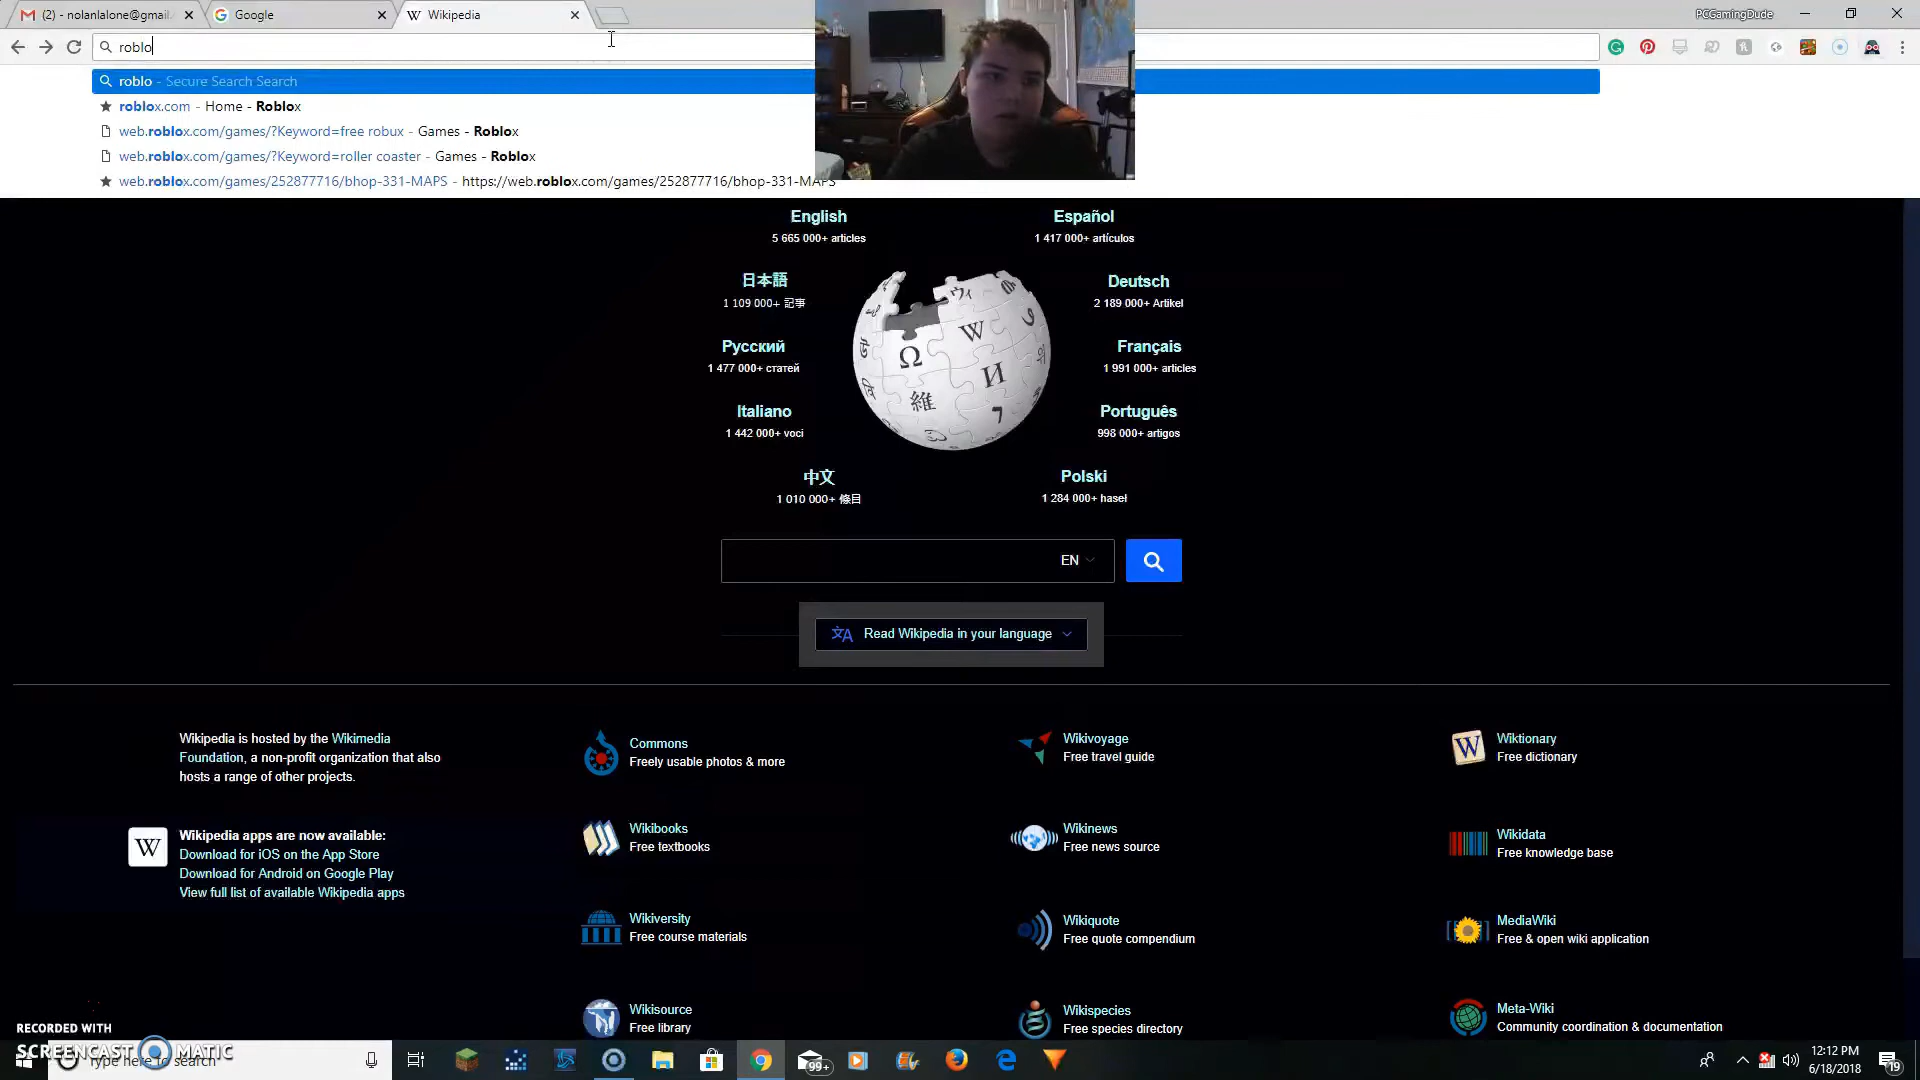 (2) - nolanlalone@gmail.
Google
Wikipedia
PCGamingDude
roblo
roblo - Secure Search Search
roblox.com - Home - Roblox
web.roblox.com/games/?Keyword=free robux - Games - Roblox
web.roblox.com/games/?Keyword=roller coaster - Games - Roblox
web.roblox.com/games/252877716/bhop-331-MAPS - https://web.roblox.com/games/252877716/bhop-331-MAPS
English
5 665 000+ articles
Español
1 417 000+ artículos
日本語
1 109 000+ 記事
Deutsch
2 189 000+ Artikel
Русский
1 477 000+ статей
Français
1 991 000+ articles
Italiano
1 442 000+ voci
Português
998 000+ artigos
中文
1 010 000+ 條目
Polski
1 284 000+ haseł
EN
Read Wikipedia in your language
Wikipedia is hosted by the Wikimedia
Foundation, a non-profit organization that also
hosts a range of other projects.
Wikipedia apps are now available:
Download for iOS on the App Store
Download for Android on Google Play
View full list of available Wikipedia apps
Commons
Freely usable photos & more
Wikivoyage
Free travel guide
Wiktionary
Free dictionary
Wikibooks
Free textbooks
Wikinews
Free news source
Wikidata
Free knowledge base
Wikiversity
Free course materials
Wikiquote
Free quote compendium
MediaWiki
Free & open wiki application
Wikisource
Free library
Wikispecies
Free species directory
Meta-Wiki
Community coordination & documentation
RECORDED WITH
SCREENCAST MATIC
Type here to search
99+
12:12 PM
6/18/2018
19